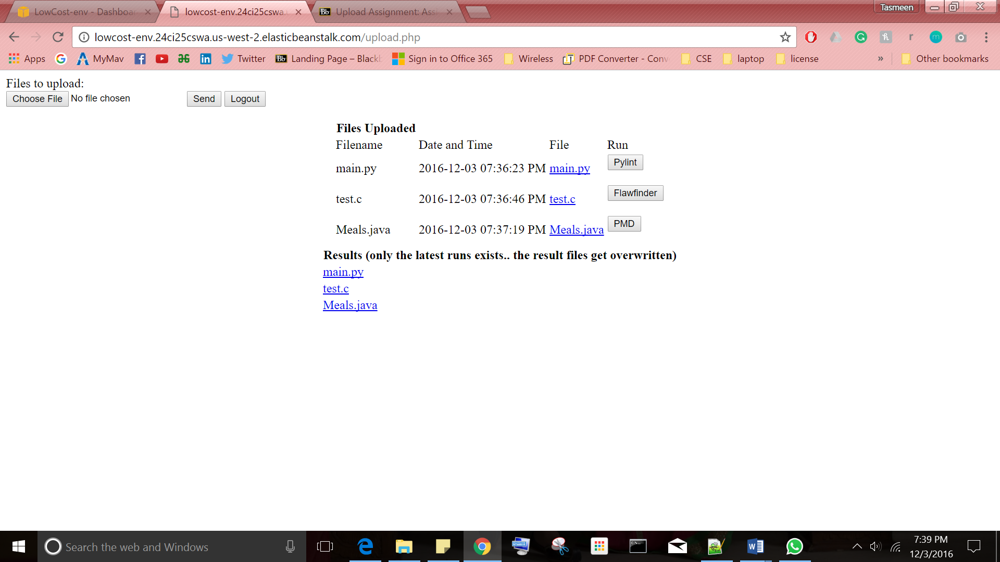 LowCost-env - Dashboar
lowcost-env.24ci25cswa.
Upload Assignment: Assi
Tasmeen
lowcost-env.24ci25cswa.us-west-2.elasticbeanstalk.com/upload.php
Apps MyMav Twitter Bb Landing Page – Blackb Sign in to Office 365 Wireless PDF Converter - Conv CSE laptop license » Other bookmarks
Files to upload:
Choose File No file chosen Send Logout
Files Uploaded
Filename Date and Time File Run
main.py 2016-12-03 07:36:23 PM main.py Pylint
test.c 2016-12-03 07:36:46 PM test.c Flawfinder
Meals.java 2016-12-03 07:37:19 PM Meals.java PMD
Results (only the latest runs exists.. the result files get overwritten)
main.py
test.c
Meals.java
Search the web and Windows
7:39 PM
12/3/2016